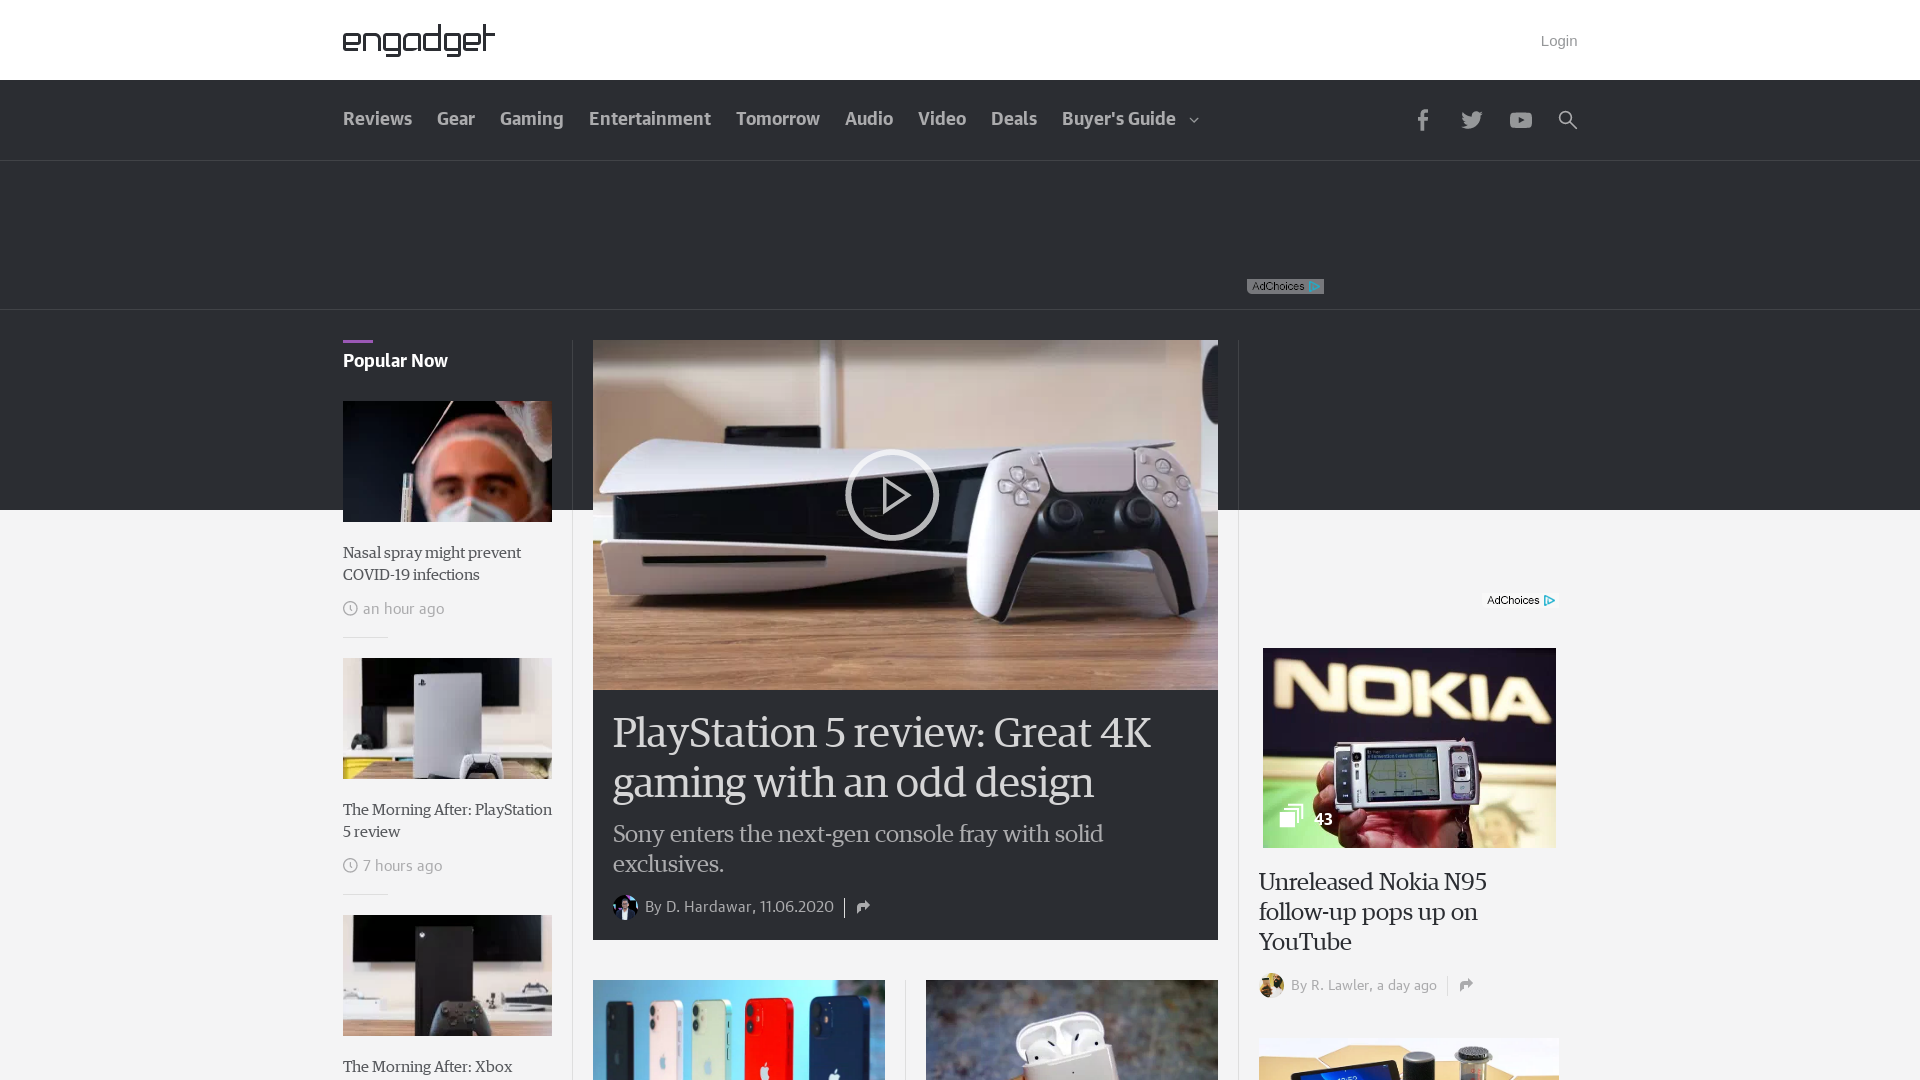 engadget
Login
Reviews
Gear
Gaming
Entertainment
Tomorrow
Audio
Video
Deals
Buyer's Guide
AdChoices
Popular Now
Nasal spray might prevent
COVID-19 infections
an hour ago
The Morning After: PlayStation
5 review
7 hours ago
The Morning After: Xbox
PlayStation 5 review: Great 4K
gaming with an odd design
Sony enters the next-gen console fray with solid
exclusives.
By D. Hardawar, 11.06.2020
AdChoices
NOKIA
43
Unreleased Nokia N95
follow-up pops up on
YouTube
By R. Lawler, a day ago